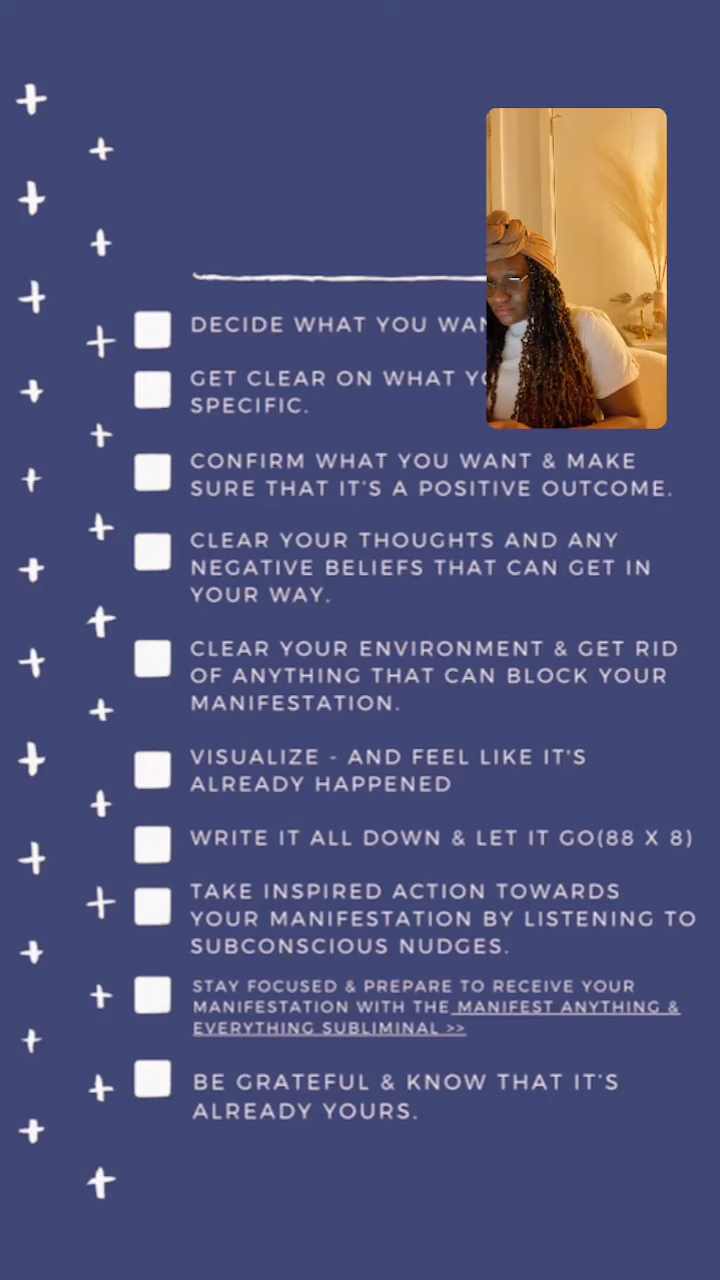 DECIDE WHAT YOU
GET CLEAR ON WHAT
SPECIFIC.
CONFIRM WHAT YOU WANT & MAKE
SURE THAT IT'S A POSITIVE OUTCOME.
CLEAR YOUR THOUGHTS AND ANY
NEGATIVE BELIEFS THAT CAN GET IN
YOUR WAY.
CLEAR YOUR ENVIRONMENT & GET RID
OF ANYTHING THAT CAN BLOCK YOUR
MANIFESTATION.
VISUALIZE - AND FEEL LIKE IT'S
ALREADY HAPPENED
WRITE IT ALL DOWN & LET IT GO(88 X 8)
TAKE INSPIRED ACTION TOWARDS
YOUR MANIFESTATION BY LISTENING TO
SUBCONSCIOUS NUDGES.
STAY FOCUSED & PREPARE TO RECEIVE YOUR
MANIFESTATION WITH THE MANIFEST ANYTHING &
EVERYTHING SUBLIMINAL >>
BE GRATEFUL & KNOW THAT IT'S
ALREADY YOURS.